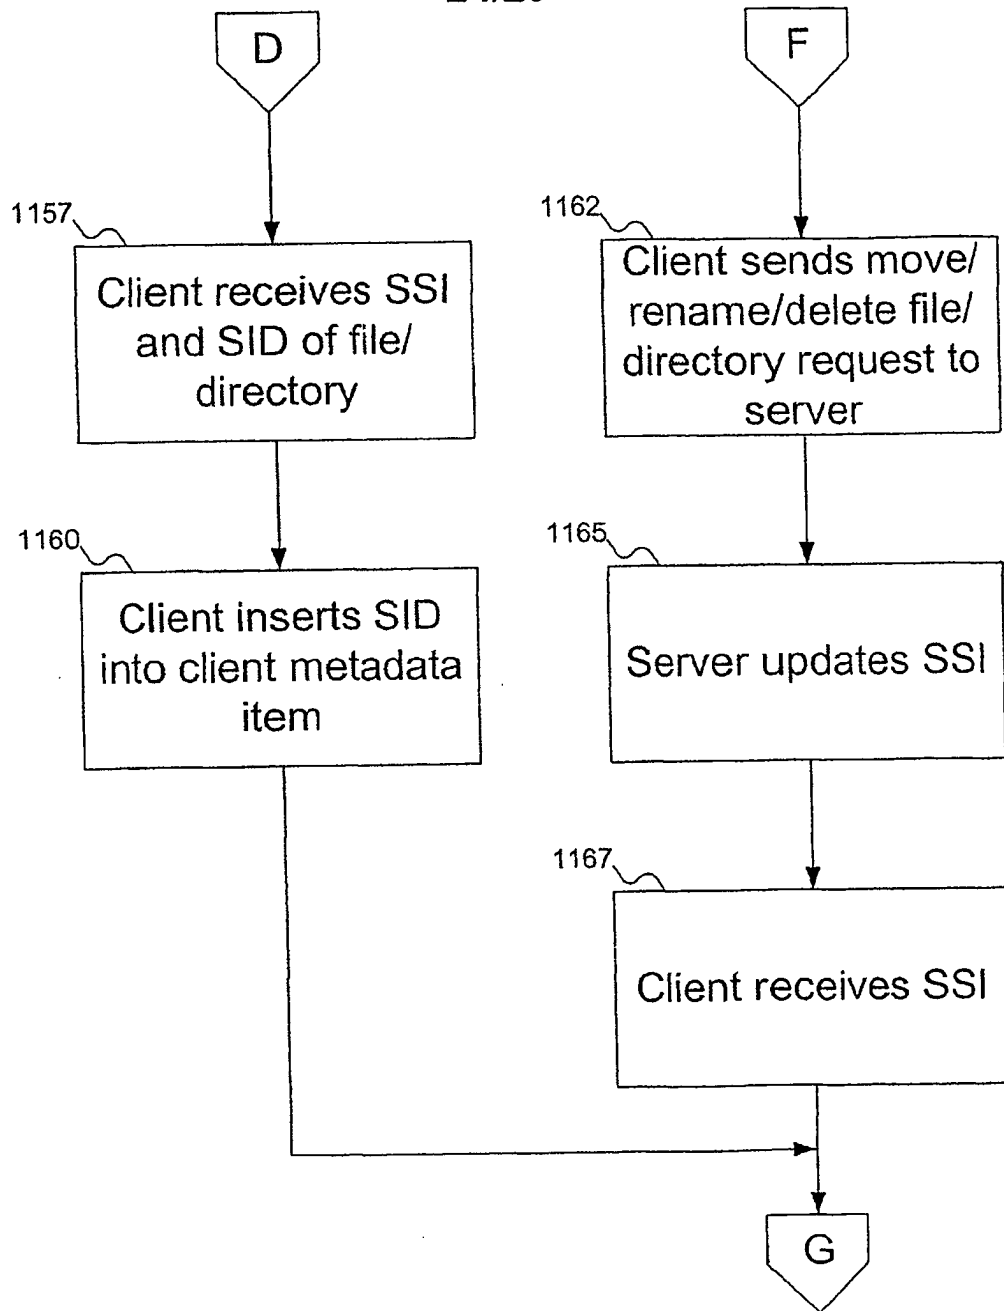 D
F
1157
Client receives SSI
and SID of file/
directory
1162
Client sends move/
rename/delete file/
directory request to
server
1160
Client inserts SID
into client metadata
item
1165
Server updates SSI
1167
Client receives SSI
G